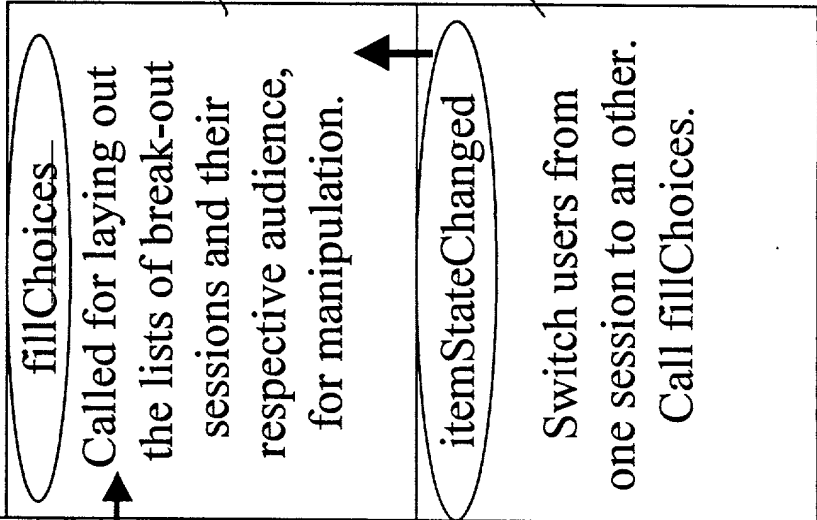 fillChoices
Called for laying out
the lists of break-out
sessions and their
respective audience,
for manipulation.
itemStateChanged
Switch users from
one session to an other.
Call fillChoices.